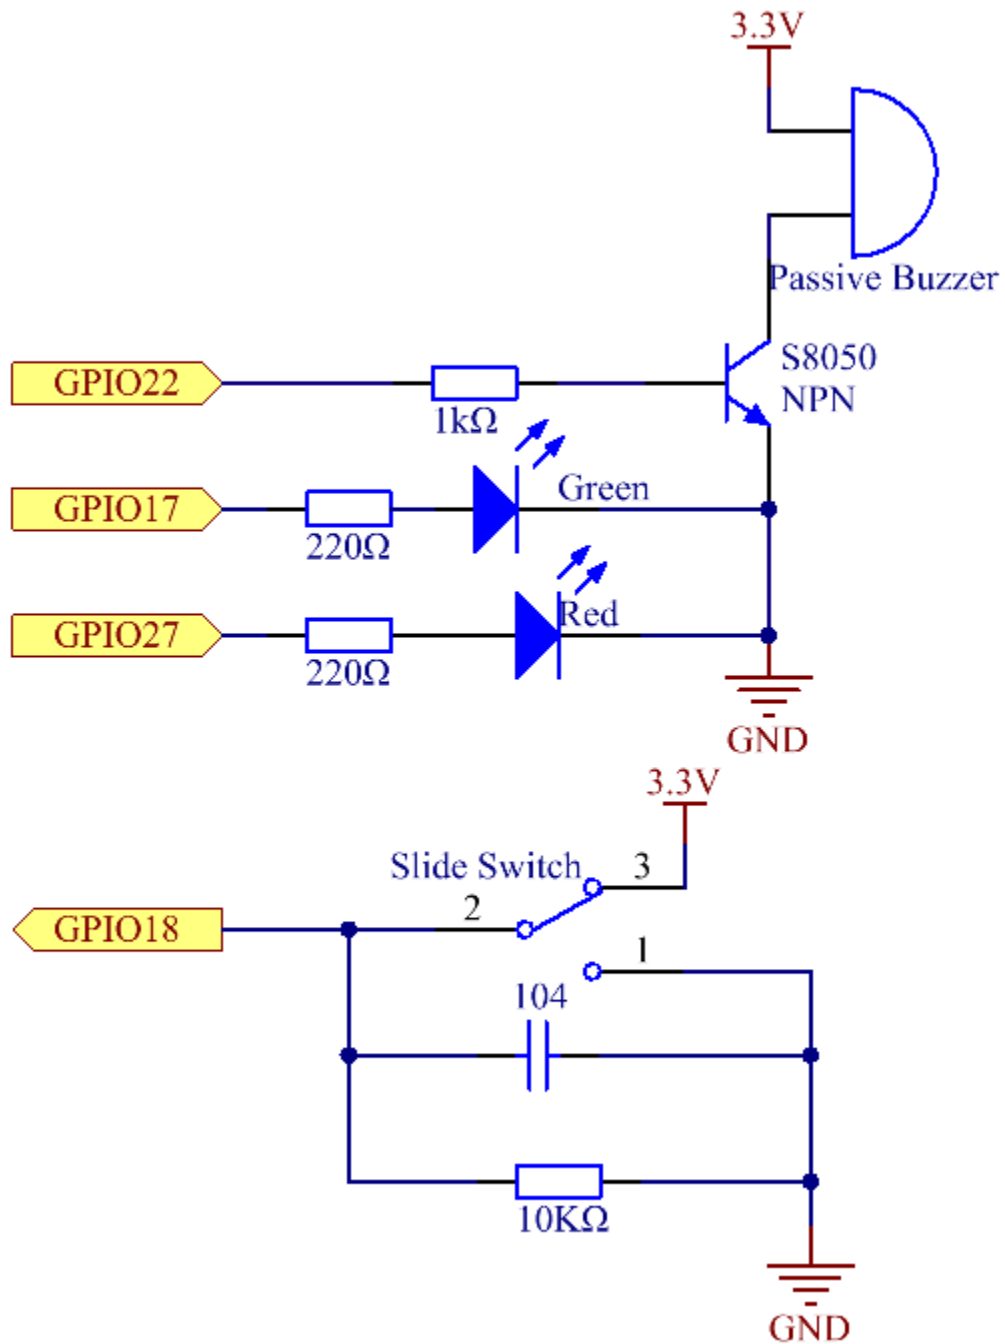 3.3V
Passive Buzzer
S8050
NPN
GPIO22
1kΩ
GPIO17
Green
220Ω
GPIO27
Red
220Ω
GND
3.3V
Slide Switch
3
2
GPIO18
1
104
10KΩ
GND